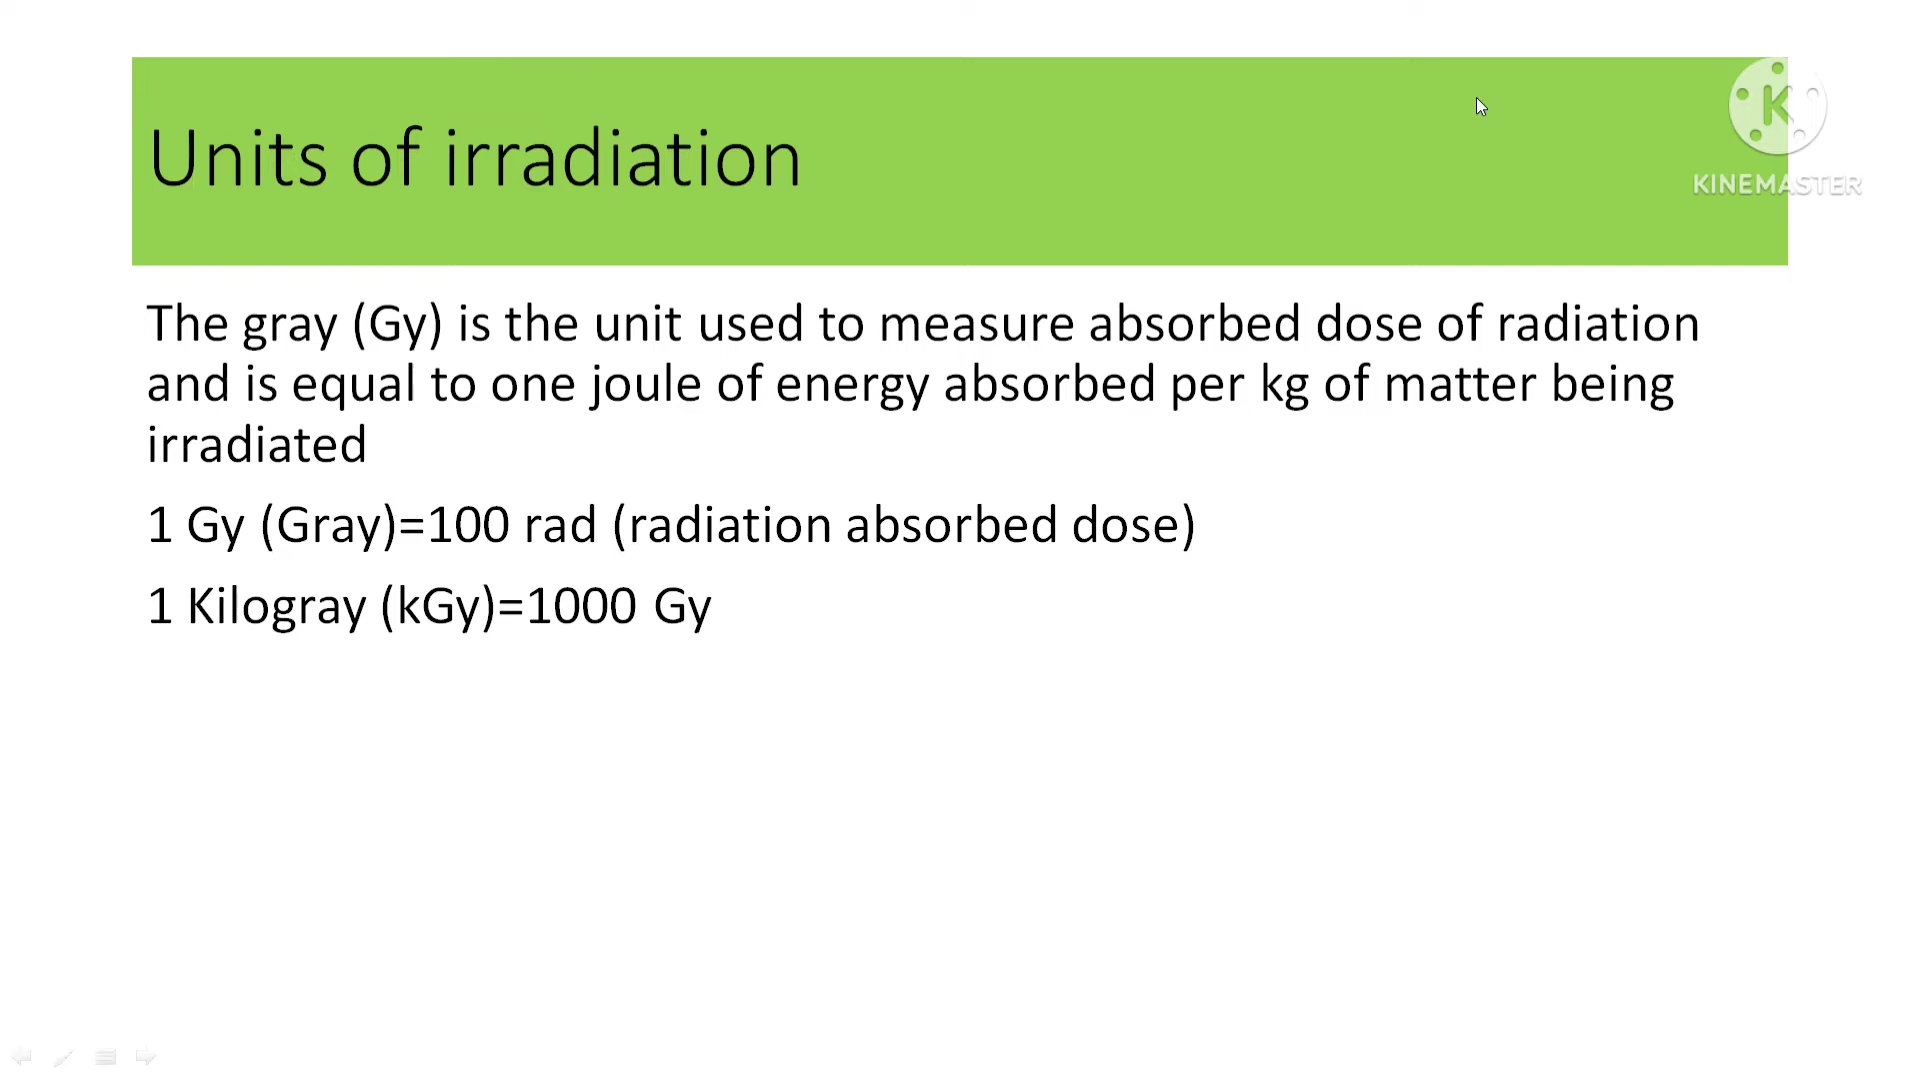 Units of irradiation
K
KINEMASTER
The gray (Gy) is the unit used to measure absorbed dose of radiation
and is equal to one joule of energy absorbed per kg of matter being
irradiated
1 Gy (Gray)=100 rad (radiation absorbed dose)
1 Kilogray (kGy)=1000 Gy